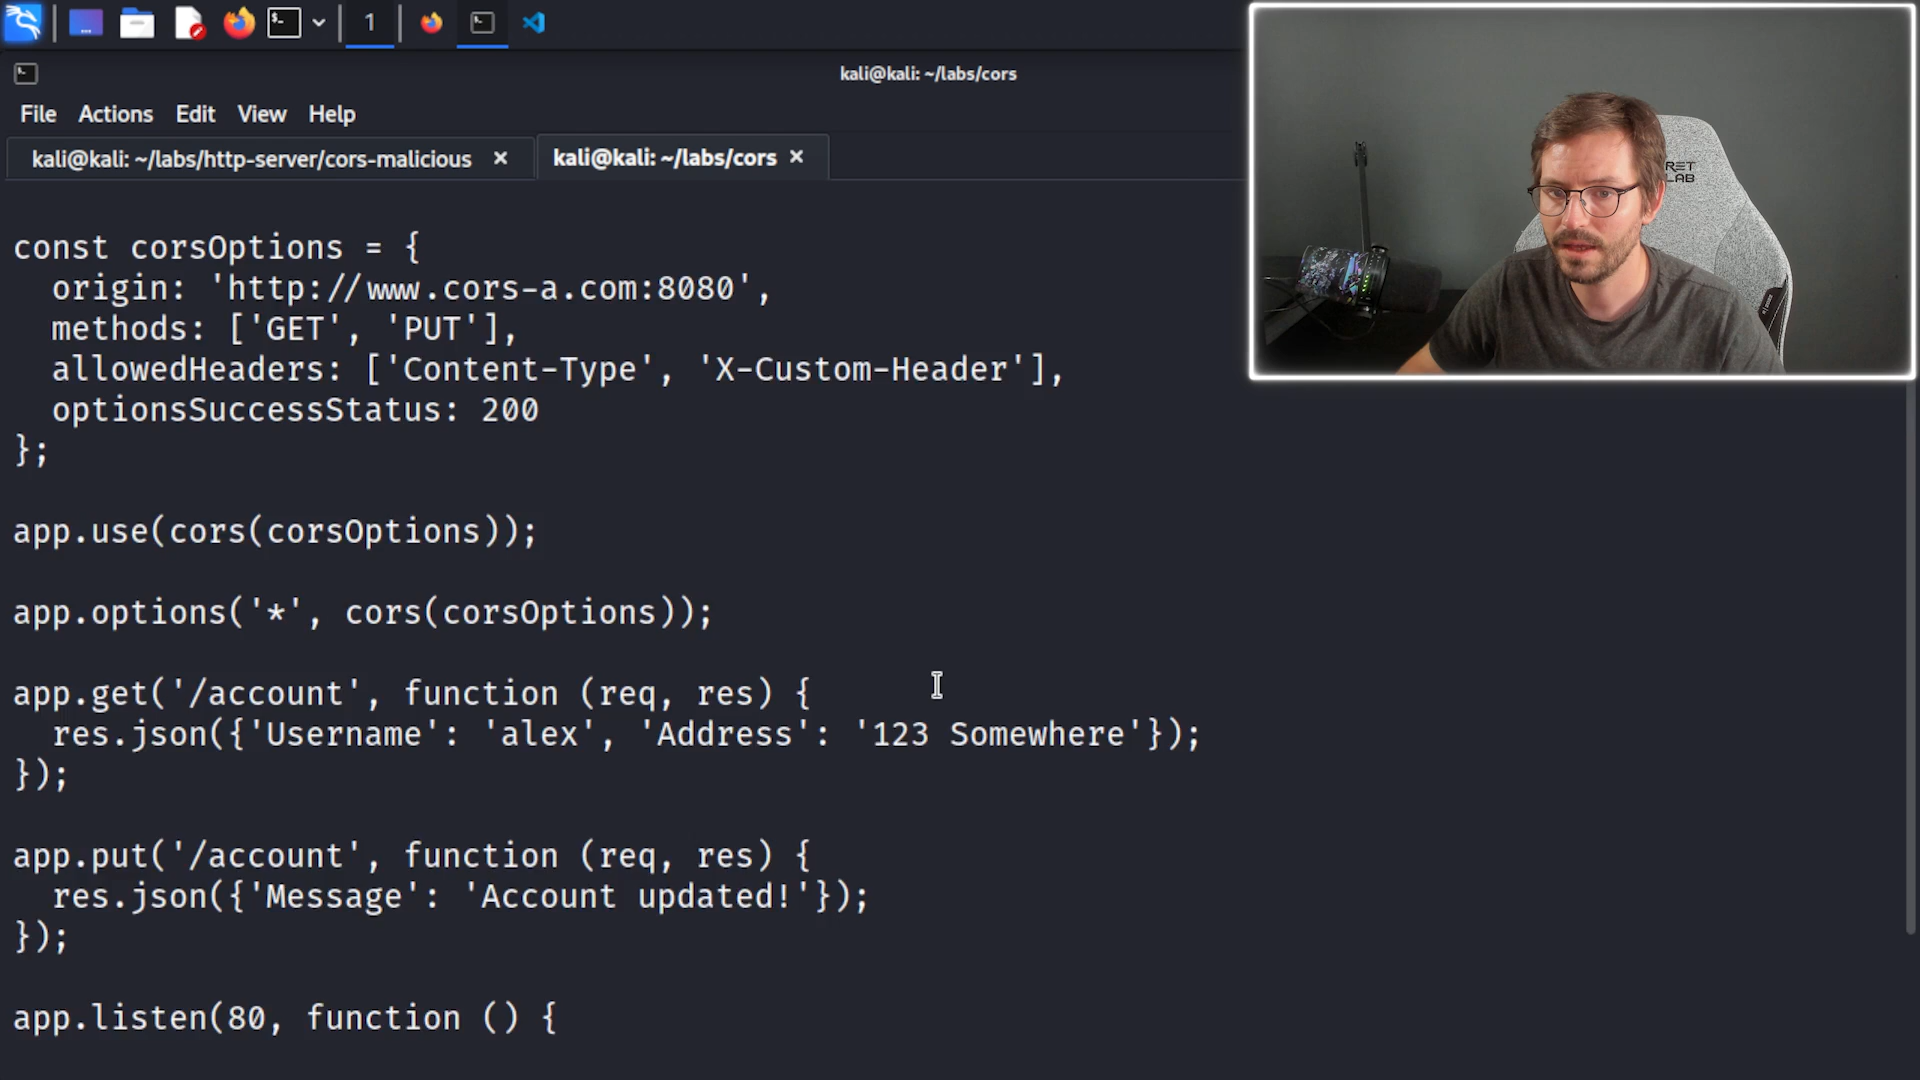 1
kali@kali: ~/labs/cors
File Actions Edit View Help
kali@kali: ~/labs/http-server/cors-malicious
kali@kali: ~/labs/cors
const corsOptions = {
  origin: 'http://www.cors-a.com:8080',
  methods: ['GET', 'PUT'],
  allowedHeaders: ['Content-Type', 'X-Custom-Header'],
  optionsSuccessStatus: 200
};
app.use(cors(corsOptions));
app.options('*', cors(corsOptions));
app.get('/account', function (req, res) {
  res.json({'Username': 'alex', 'Address': '123 Somewhere'});
});
app.put('/account', function (req, res) {
  res.json({'Message': 'Account updated!'});
});
app.listen(80, function () {
RET
LAB